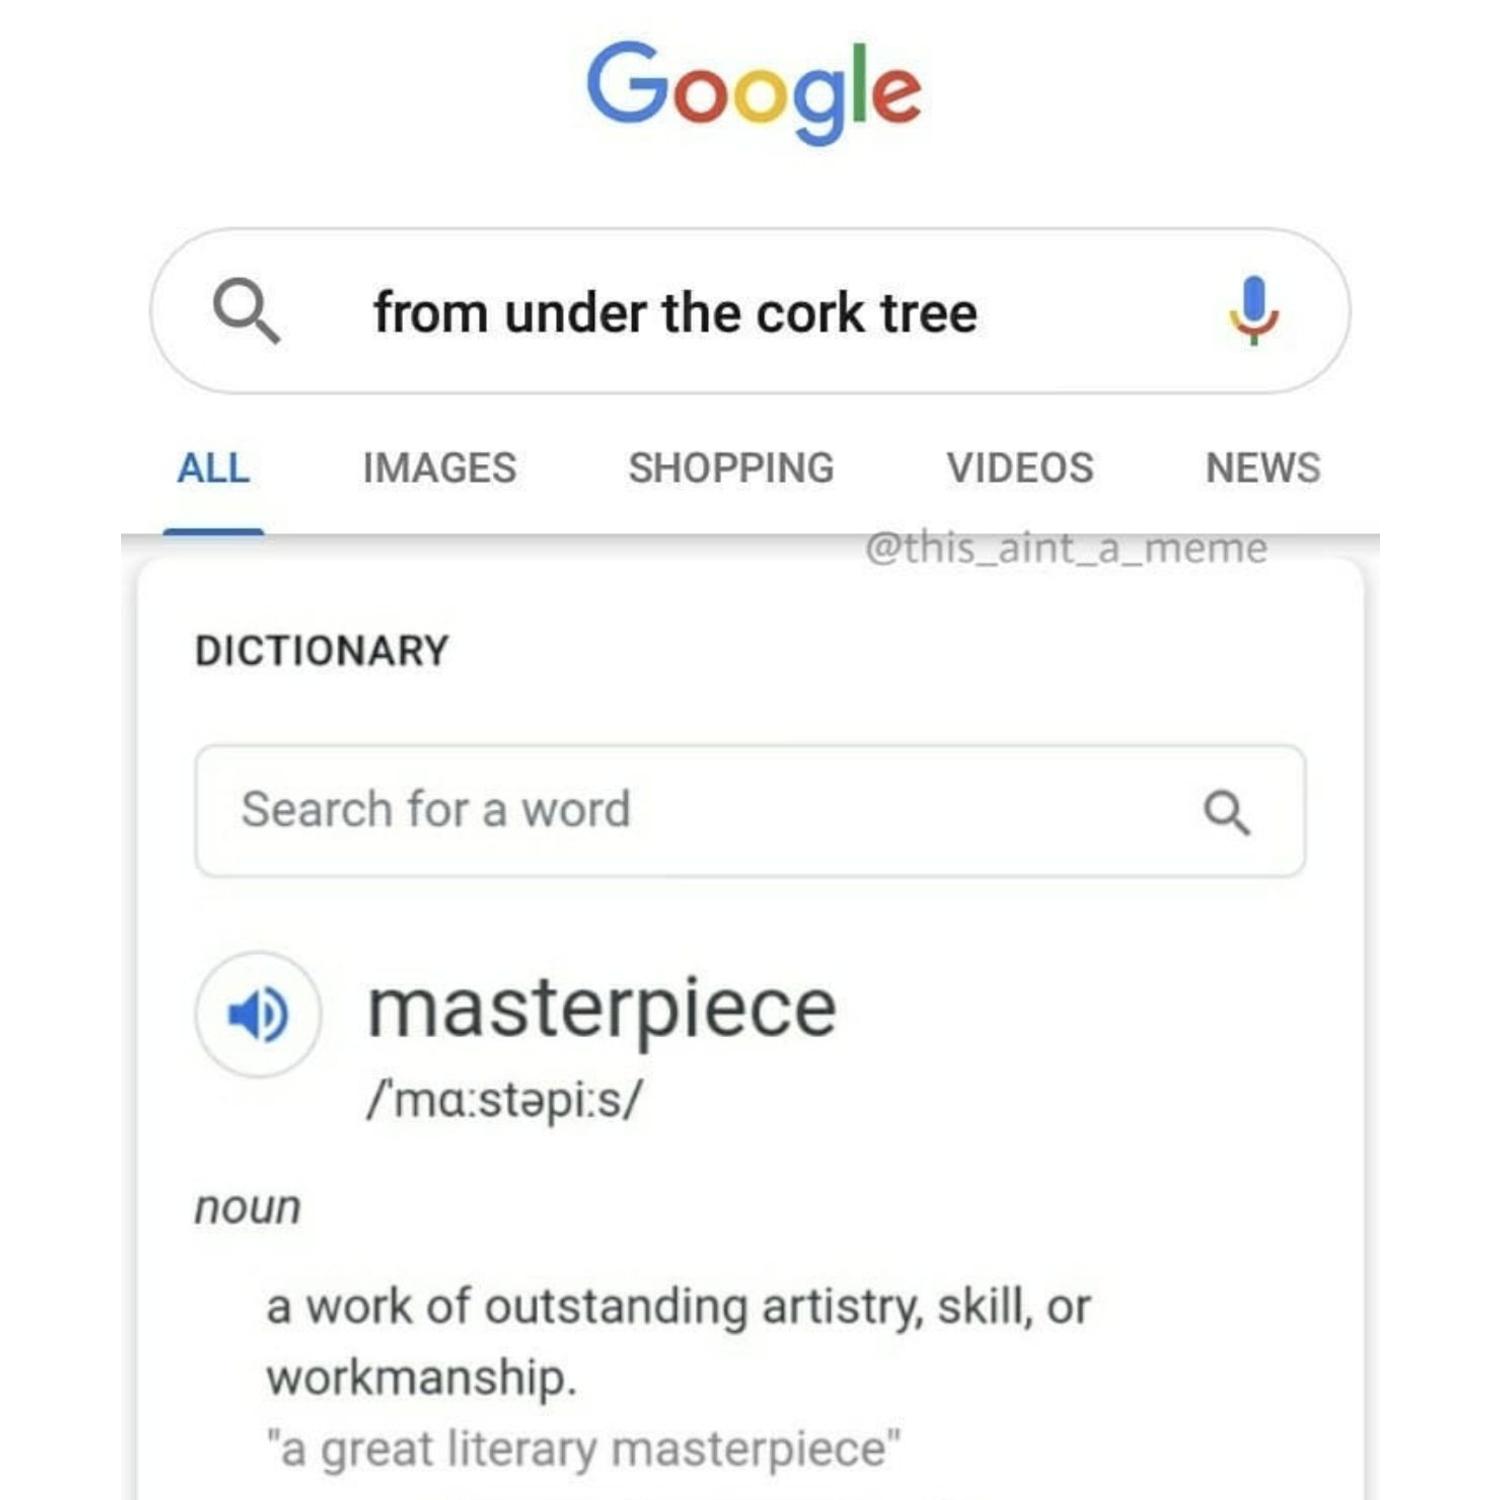 Google
from under the cork tree
ALL IMAGES SHOPPING VIDEOS NEWS
@this_aint_a_meme
DICTIONARY
Search for a word
masterpiece
/ˈmɑːstəpiːs/
noun
a work of outstanding artistry, skill, or
workmanship.
"a great literary masterpiece"